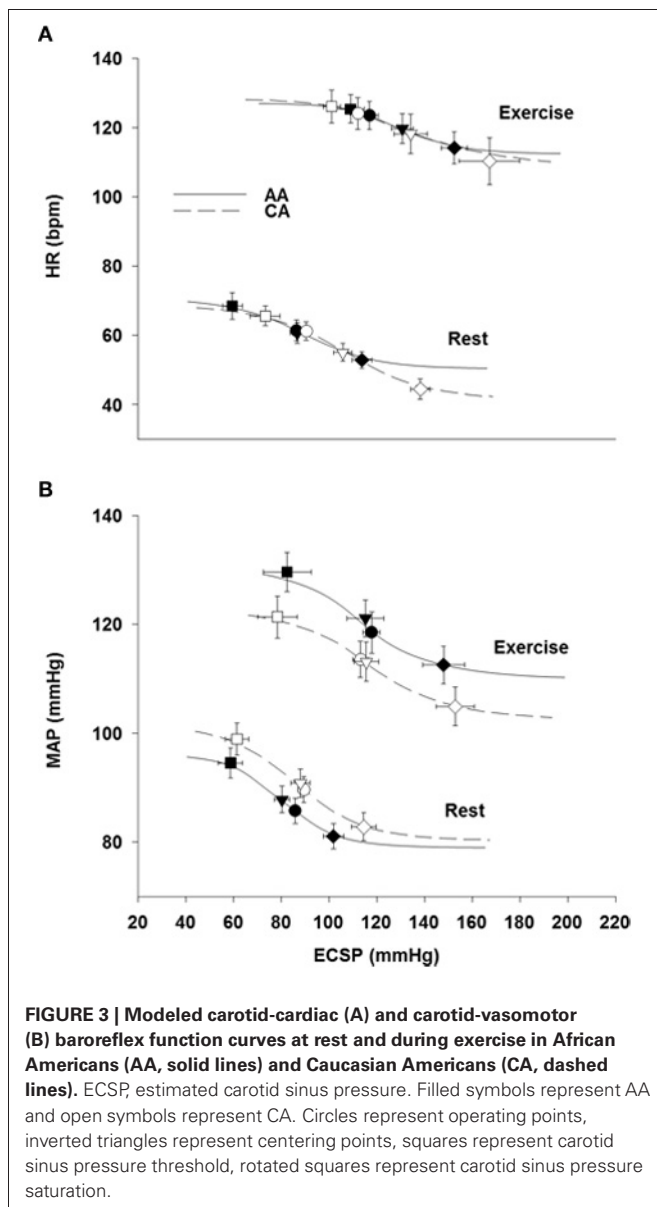 A
140
120
100
80
60
40
HR (bpm)
Exercise
AA
CA
Rest
B
140
120
100
80
MAP (mmHg)
Exercise
Rest
20 40 60 80 100 120 140 160 180 200 220
ECSP (mmHg)
FIGURE 3 | Modeled carotid-cardiac (A) and carotid-vasomotor
(B) baroreflex function curves at rest and during exercise in African
Americans (AA, solid lines) and Caucasian Americans (CA, dashed
lines). ECSP, estimated carotid sinus pressure. Filled symbols represent AA
and open symbols represent CA. Circles represent operating points,
inverted triangles represent centering points, squares represent carotid
sinus pressure threshold, rotated squares represent carotid sinus pressure
saturation.